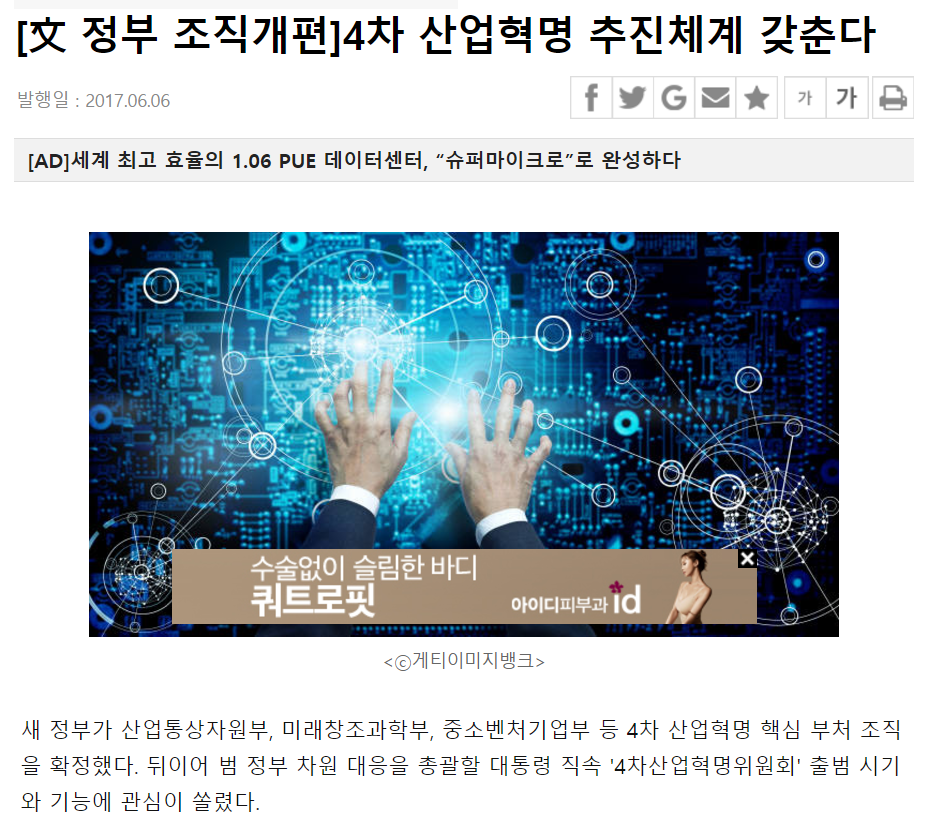 [文 정부 조직개편]4차 산업혁명 추진체계 갖춘다
발행일 : 2017.06.06
가 가
[AD]세계 최고 효율의 1.06 PUE 데이터센터, “슈퍼마이크로”로 완성하다
수술없이 슬림한 바디
쿼트로핏
아이디피부과 id
<ⓒ게티이미지뱅크>
새 정부가 산업통상자원부, 미래창조과학부, 중소벤처기업부 등 4차 산업혁명 핵심 부처 조직
을 확정했다. 뒤이어 범 정부 차원 대응을 총괄할 대통령 직속 '4차산업혁명위원회' 출범 시기
와 기능에 관심이 쏠렸다.